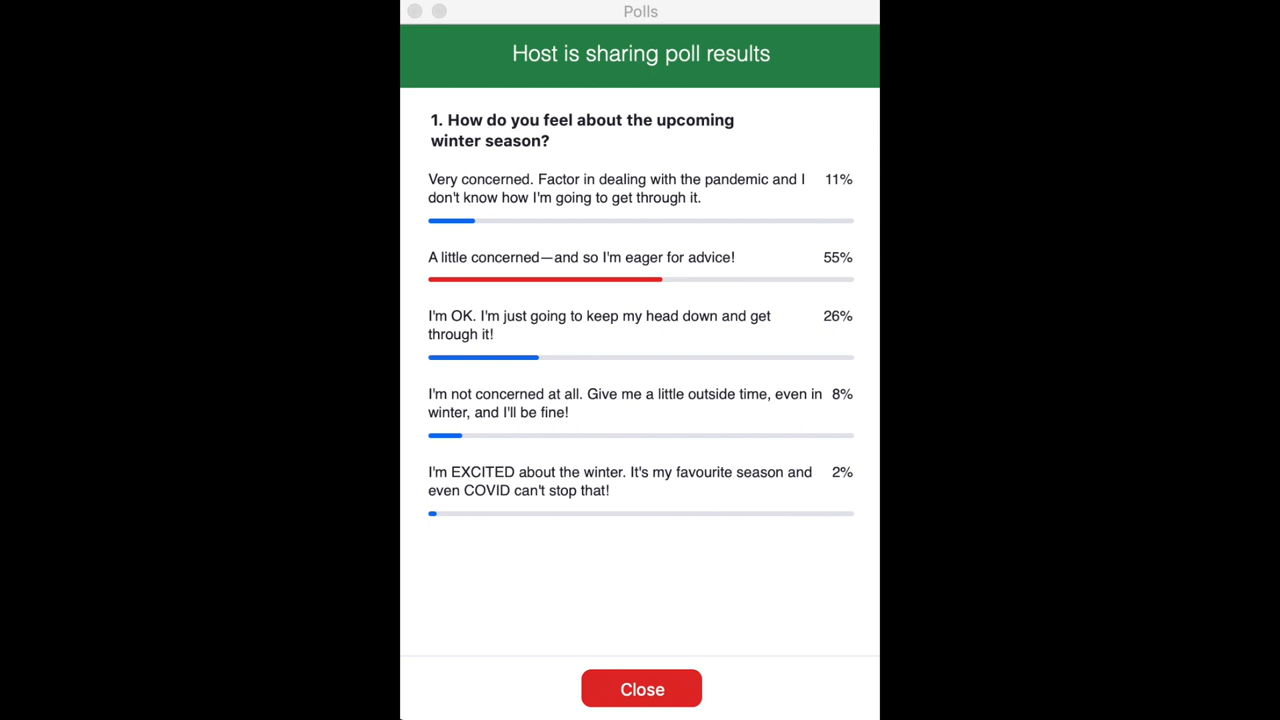 Polls
Host is sharing poll results
1. How do you feel about the upcoming
winter season?
Very concerned. Factor in dealing with the pandemic and I 11%
don't know how I'm going to get through it.
A little concerned—and so I'm eager for advice! 55%
I'm OK. I'm just going to keep my head down and get 26%
through it!
I'm not concerned at all. Give me a little outside time, even in 8%
winter, and I'll be fine!
I'm EXCITED about the winter. It's my favourite season and 2%
even COVID can't stop that!
Close